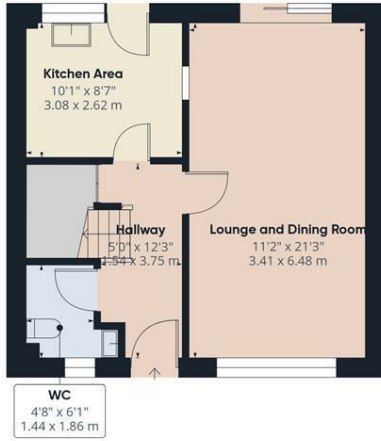 Kitchen Area
10'1" x 8'7"
3.08 x 2.62 m
Hallway
5'0" x 12'3"
1.54 x 3.75 m
Lounge and Dining Room
11'2" x 21'3"
3.41 x 6.48 m
WC
4'8" x 6'1"
1.44 x 1.86 m